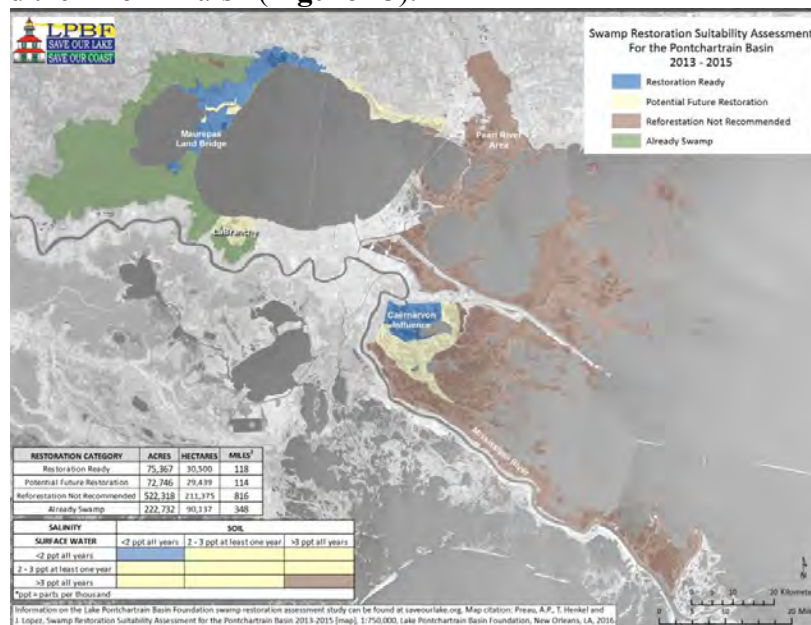 LPBF
SAVE OUR LAKE
SAVE OUR COAST
Swamp Restoration Suitability Assessment
For the Pontchartrain Basin
2013 - 2015
Restoration Ready
Potential Future Restoration
Reforestation Not Recommended
Already Swamp
Maurepas
Land Bridge
Pearl River
Area
LaBranche
Caernarvon
Influence
Mississippi River
RESTORATION CATEGORY ACRES HECTARES MILES²
Restoration Ready 75,367 30,500 118
Potential Future Restoration 72,746 29,439 114
Reforestation Not Recommended 522,318 211,375 816
Already Swamp 222,732 90,137 348
SALINITY SOIL
SURFACE WATER <2 ppt all years 2 - 3 ppt at least one year >3 ppt all years
<2 ppt all years
2 - 3 ppt at least one year
>3 ppt all years
*ppt = parts per thousand
0 5 10 20 Kilometer
0 5 10 20 Mile
Information on the Lake Pontchartrain Basin Foundation swamp restoration assessment study can be found at saveourlake.org. Map citation: Preau, A.P., T. Henkel and
J. Lopez, Swamp Restoration Suitability Assessment for the Pontchartrain Basin 2013-2015 [map], 1:750,000, Lake Pontchartrain Basin Foundation, New Orleans, LA, 2016.